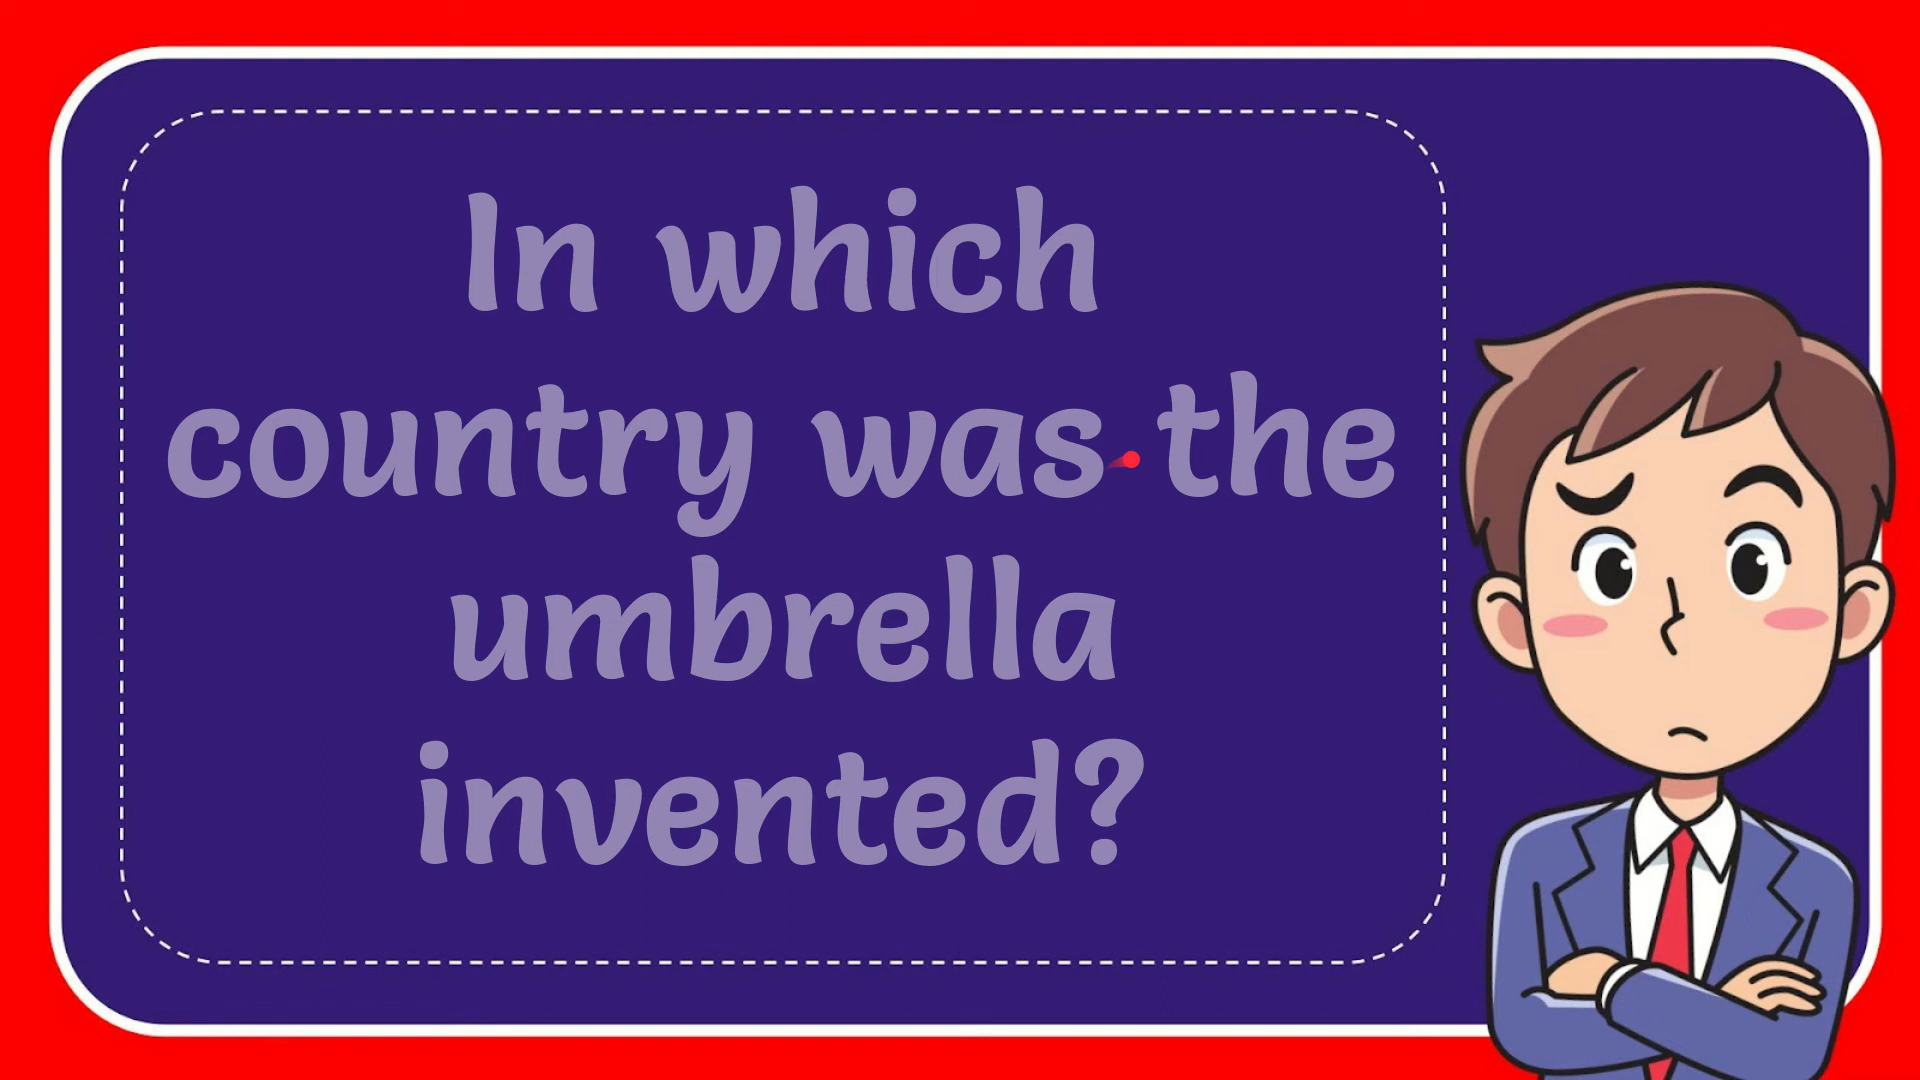 In which
country was the
umbrella
invented?